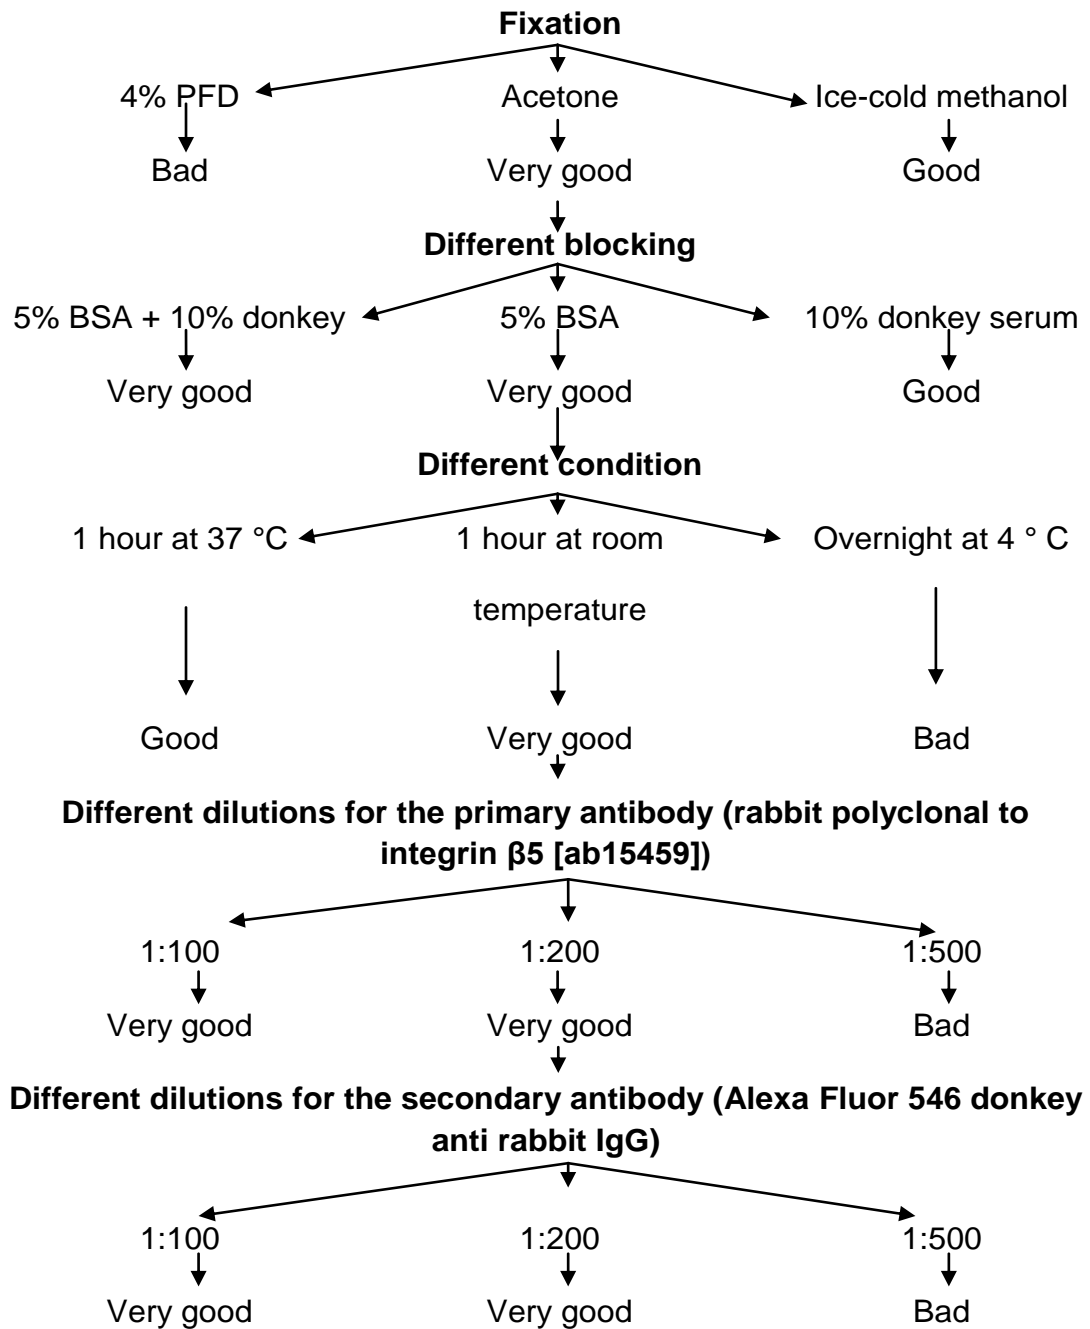 Fixation
4% PFD Acetone Ice-cold methanol
Bad Very good Good
Different blocking
5% BSA + 10% donkey 5% BSA 10% donkey serum
Very good Very good Good
Different condition
1 hour at 37 °C 1 hour at room Overnight at 4 ° C
temperature
Good Very good Bad
Different dilutions for the primary antibody (rabbit polyclonal to
integrin β5 [ab15459])
1:100 1:200 1:500
Very good Very good Bad
Different dilutions for the secondary antibody (Alexa Fluor 546 donkey
anti rabbit IgG)
1:100 1:200 1:500
Very good Very good Bad